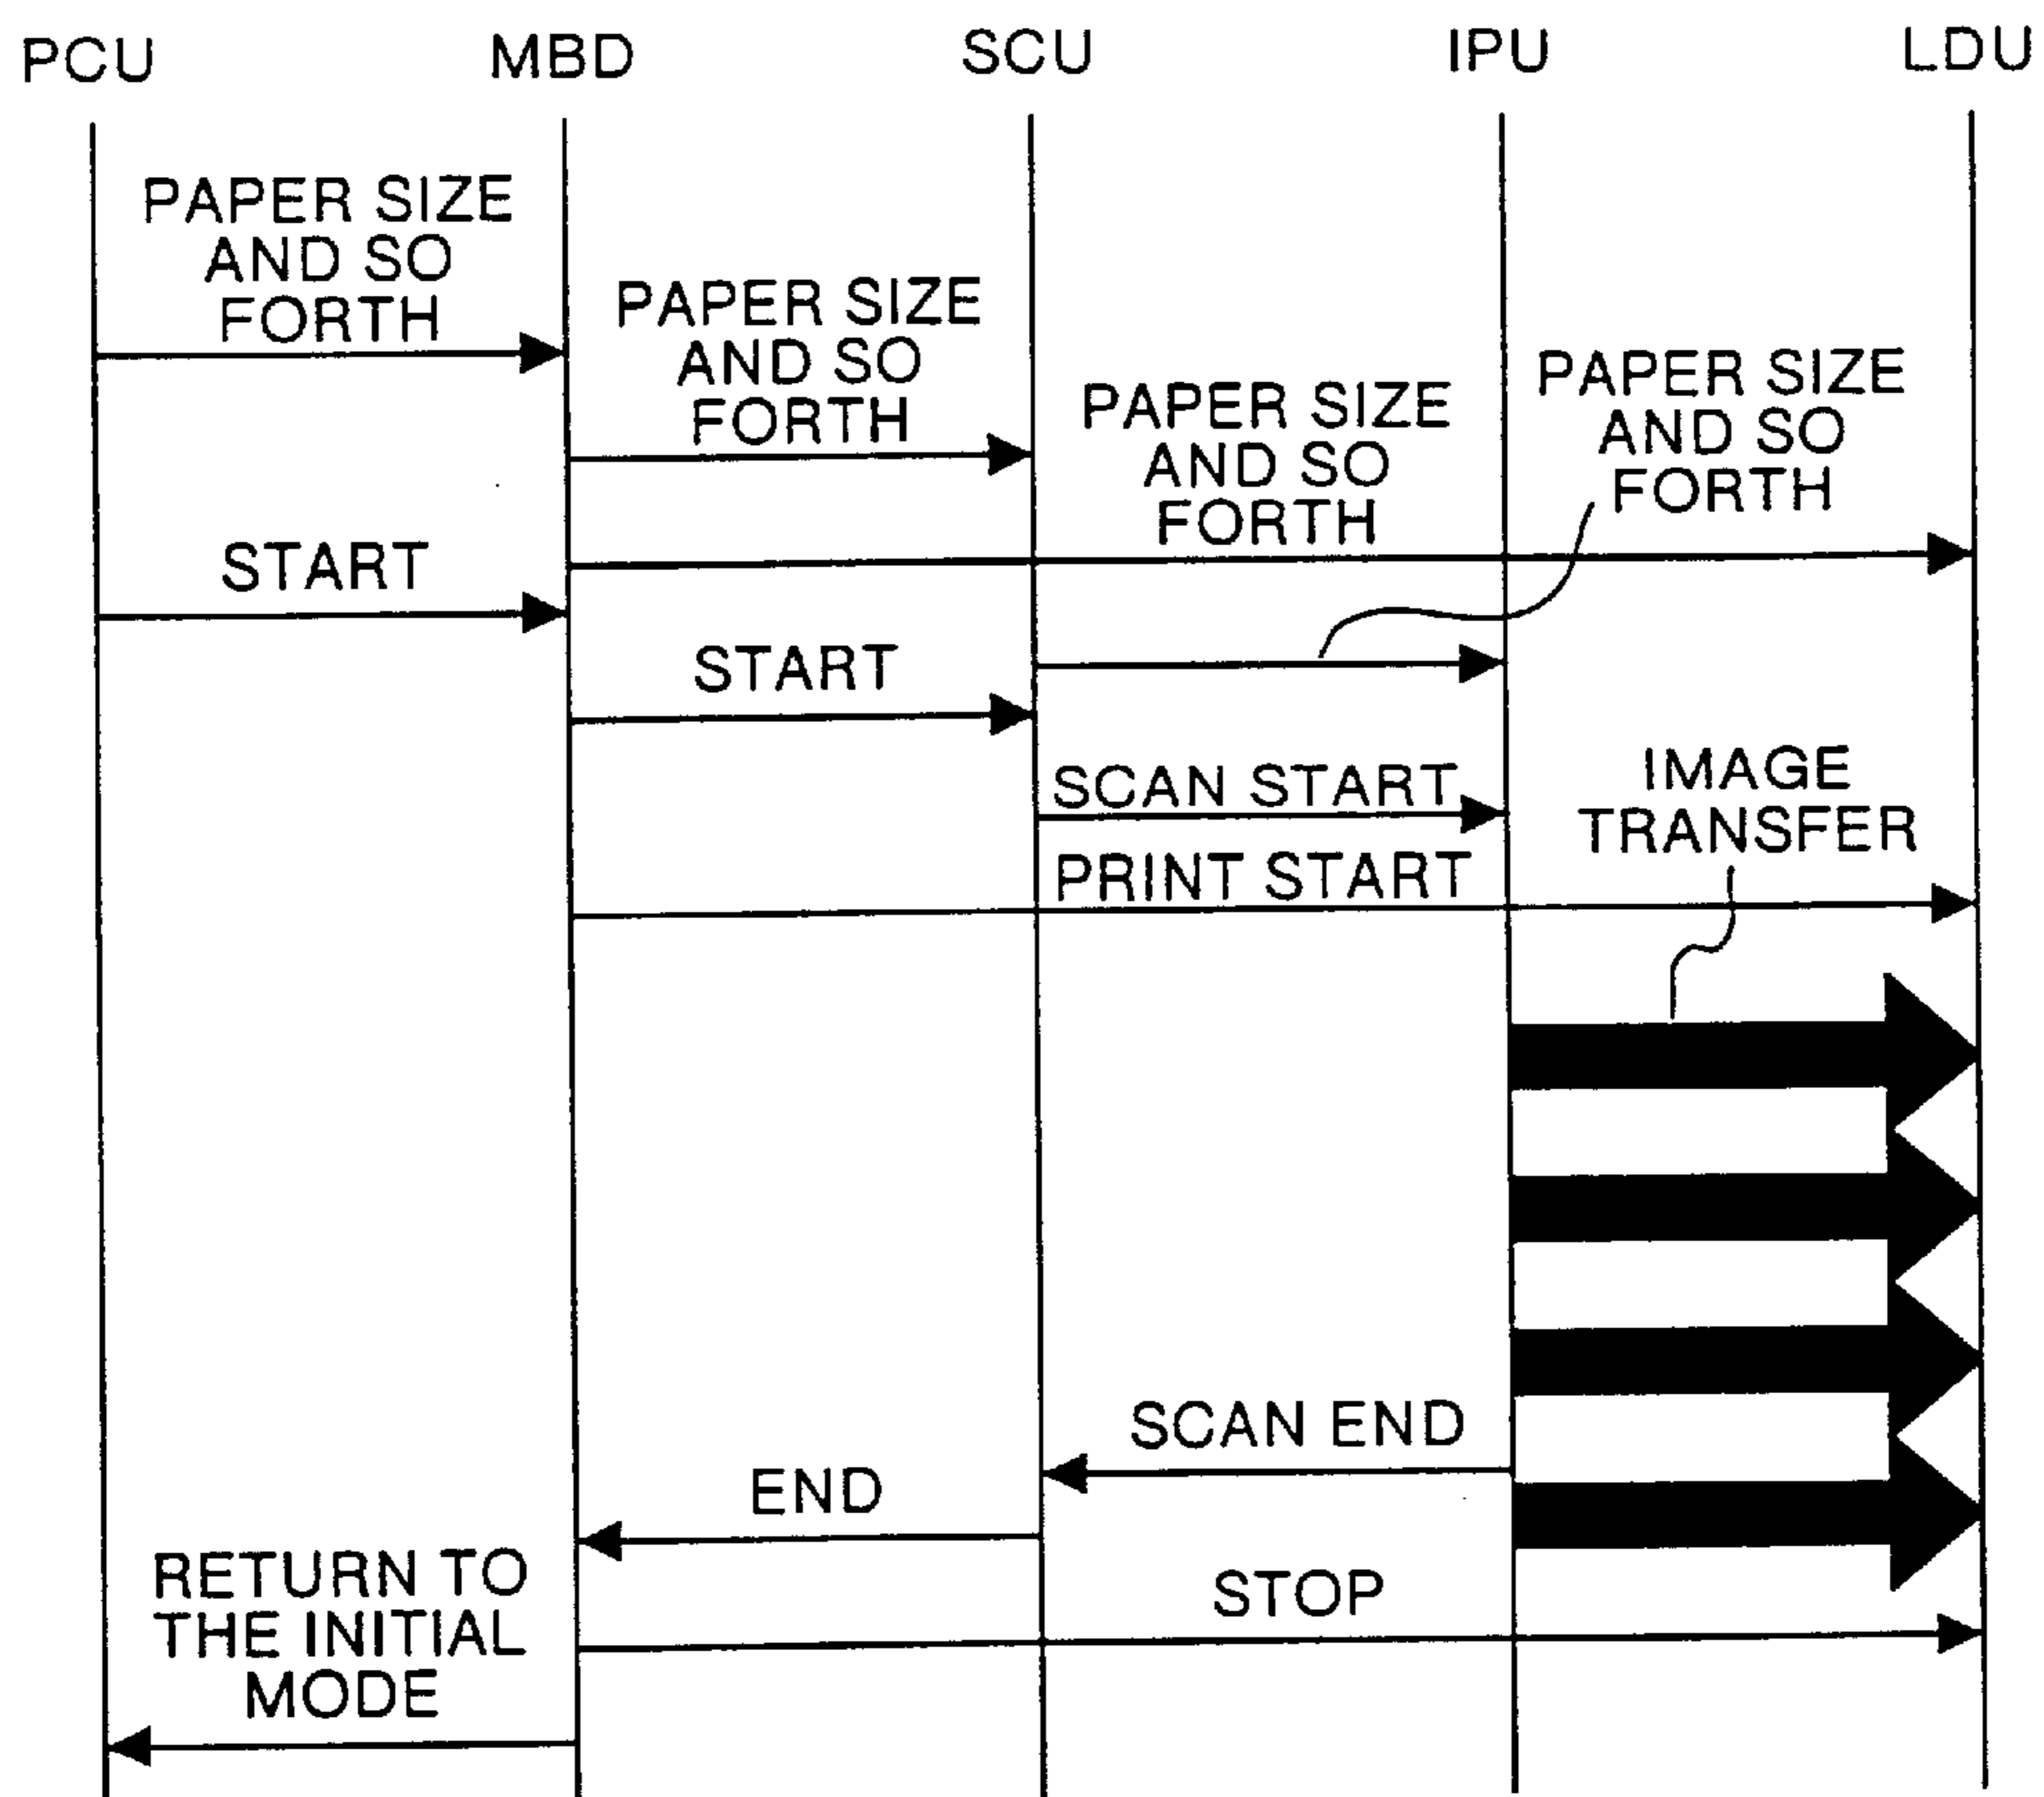 PCU
MBD
SCU
IPU
LDU
PAPER SIZE
AND SO
FORTH
PAPER SIZE
AND SO
FORTH
PAPER SIZE
AND SO
FORTH
PAPER SIZE
AND SO
FORTH
START
START
SCAN START
IMAGE
TRANSFER
PRINT START
SCAN END
END
STOP
RETURN TO
THE INITIAL
MODE